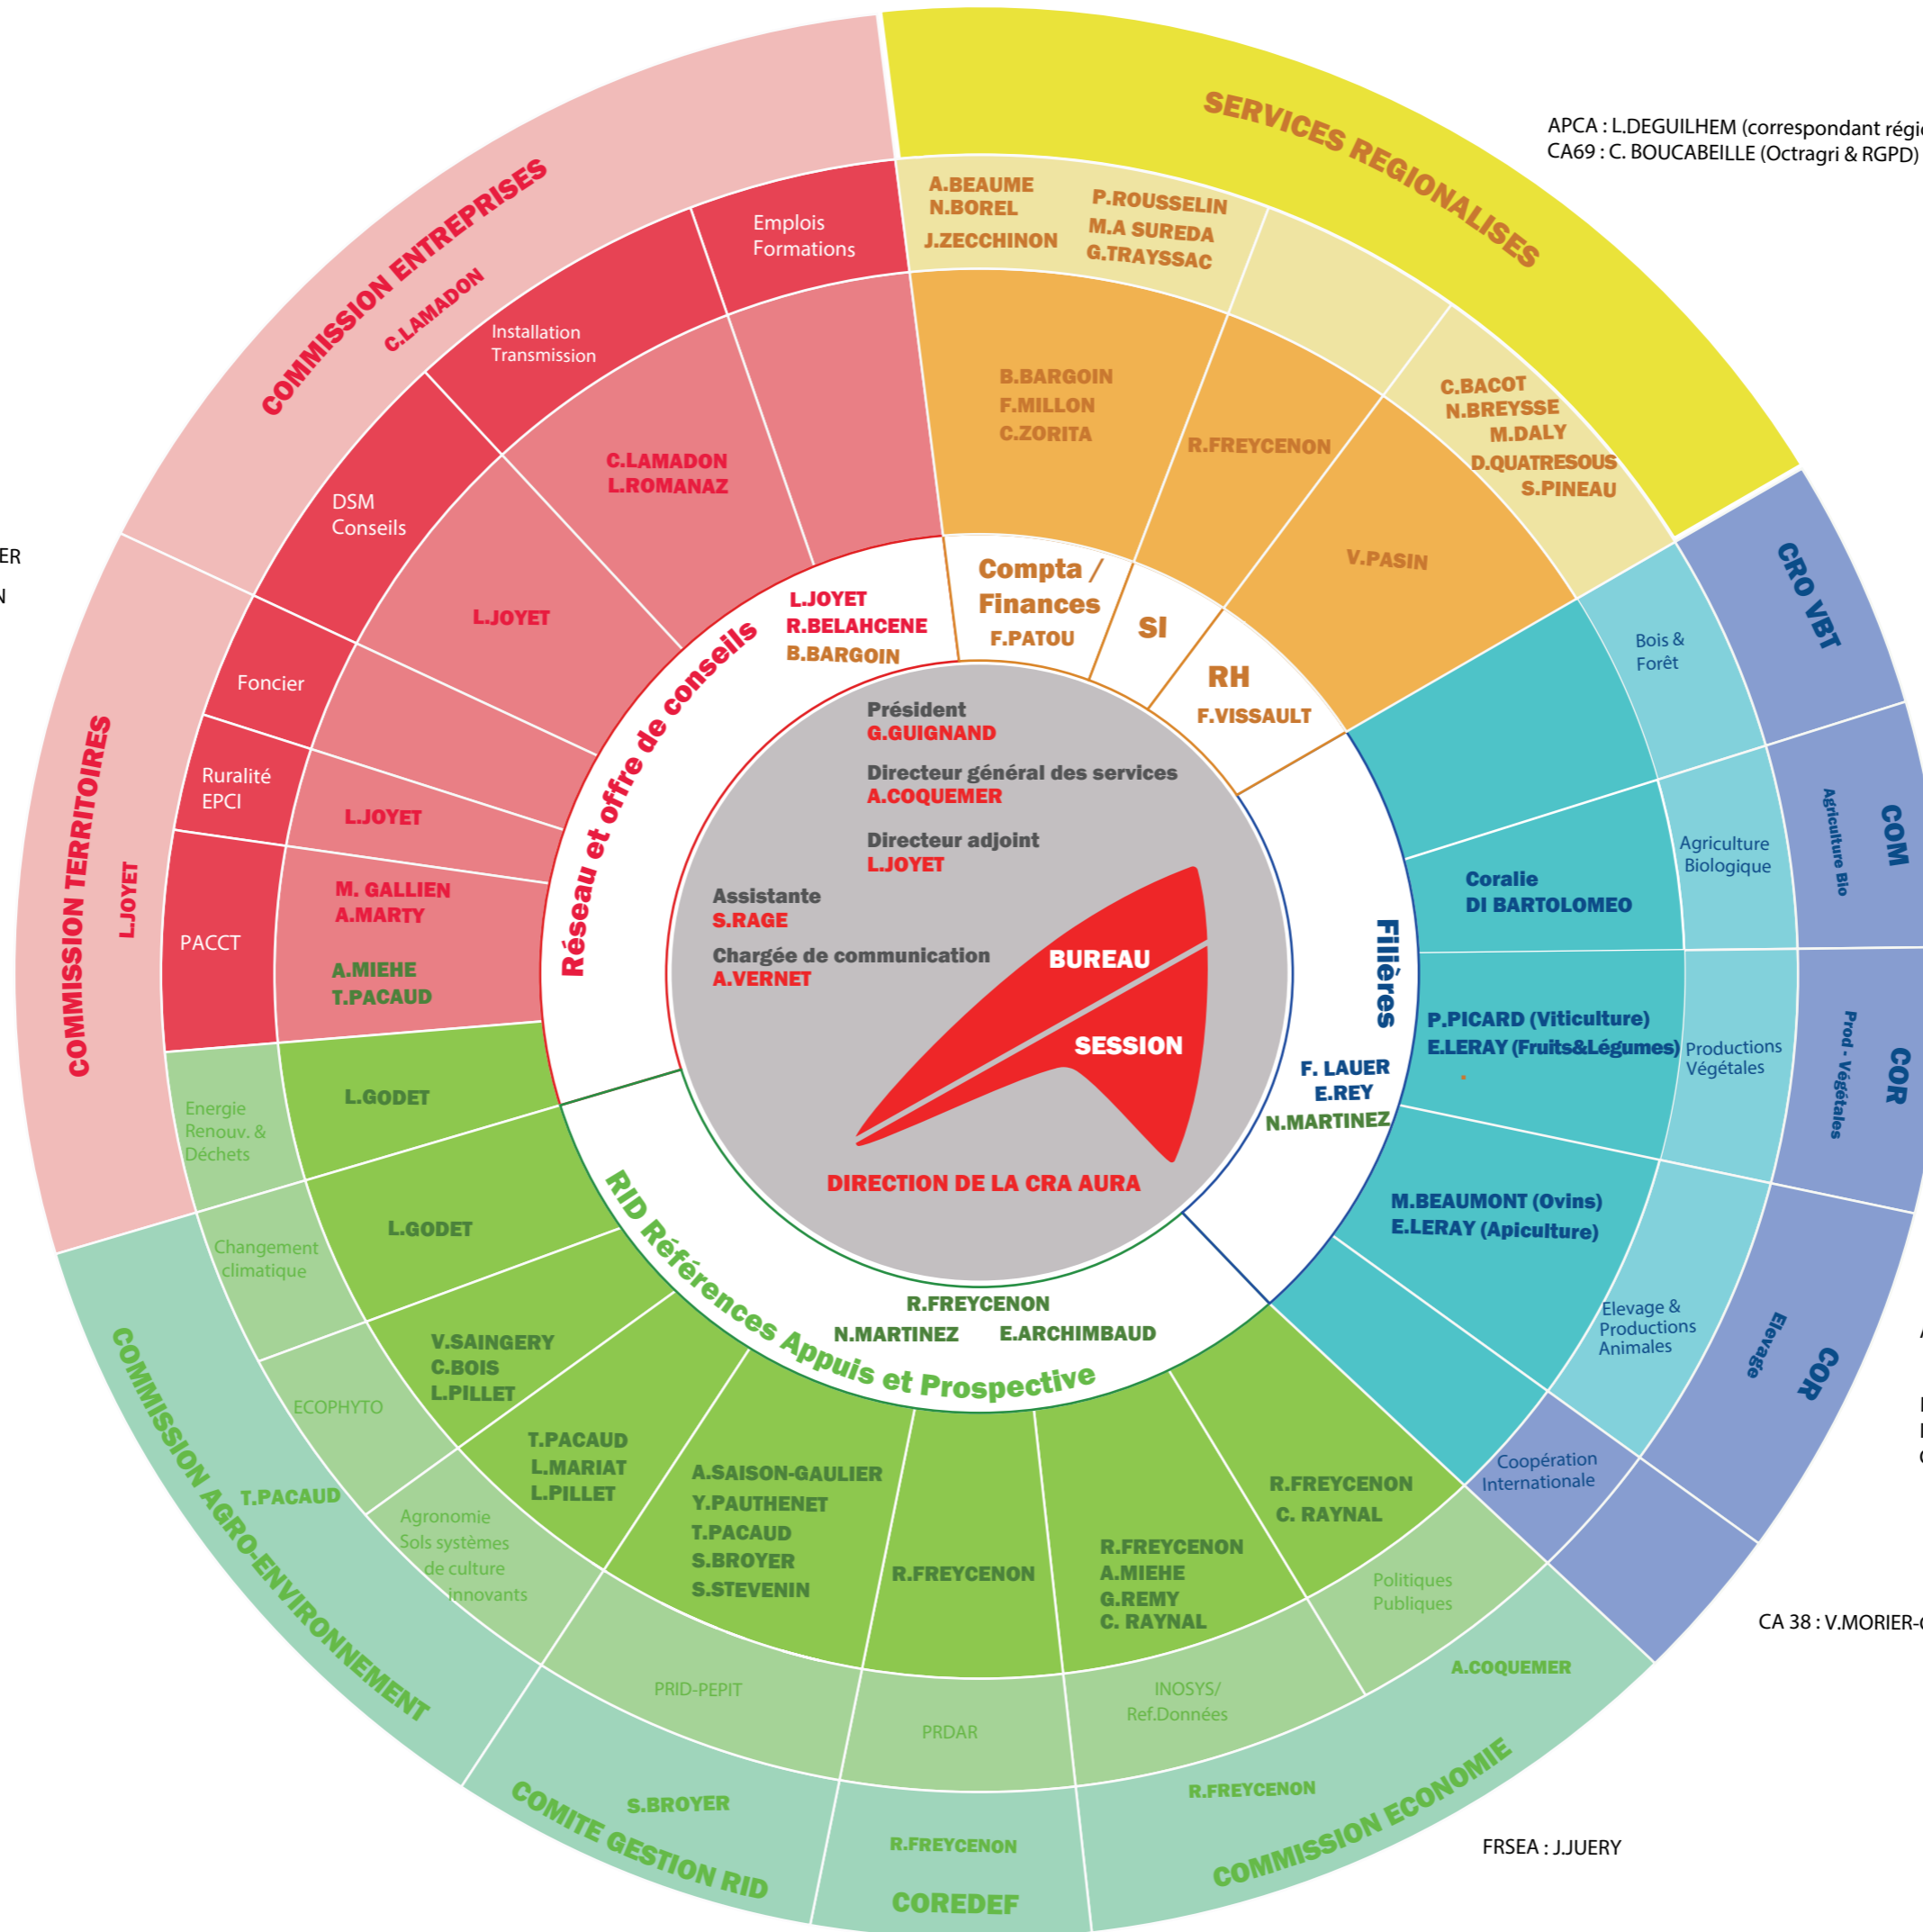 SERVICES REGIONALISES
APCA : L.DEGUILHEM (correspondant régio
CA69 : C. BOUCABEILLE (Octragri & RGPD)
A.BEAUME
N.BOREL
J.ZECCHINON
P.ROUSSELIN
M.A SUREDA
G.TRAYSSAC
B.BARGOIN
F.MILLON
C.ZORITA
R.FREYCENON
C.BACOT
N.BREYSSE
M.DALY
D.QUATRESOUS
S.PINEAU
V.PASIN
Compta /
Finances
F.PATOU
SI
RH
F.VISSAULT
COMMISSION ENTREPRISES
C.LAMADON
Emplois
Formations
Installation
Transmission
C.LAMADON
L.ROMANAZ
DSM
Conseils
L.JOYET
ER
N
COMMISSION TERRITOIRES
L.JOYET
Foncier
Ruralité
EPCI
L.JOYET
PACCT
M. GALLIEN
A.MARTY
A.MIEHE
T.PACAUD
Réseau et offre de conseils
L.JOYET
R.BELAHCENE
B.BARGOIN
Président
G.GUIGNAND
Directeur général des services
A.COQUEMER
Directeur adjoint
L.JOYET
Assistante
S.RAGE
Chargée de communication
A.VERNET
BUREAU
SESSION
DIRECTION DE LA CRA AURA
Filières
F. LAUER
E.REY
N.MARTINEZ
CRO VBT
Bois &
Forêt
COM
Agriculture Bio
Agriculture
Biologique
Coralie
DI BARTOLOMEO
COR
Prod - Végétales
Productions
Végétales
P.PICARD (Viticulture)
E.LERAY (Fruits&Légumes)
COR
Elevage
Elevage &
Productions
Animales
M.BEAUMONT (Ovins)
E.LERAY (Apiculture)
Coopération
Internationale
CA 38 : V.MORIER-
RID Références Appuis et Prospective
R.FREYCENON
N.MARTINEZ
E.ARCHIMBAUD
Energie
Renouv. &
Déchets
L.GODET
Changement
climatique
L.GODET
ECOPHYTO
V.SAINGERY
C.BOIS
L.PILLET
Agronomie
Sols systèmes
de culture
innovants
T.PACAUD
L.MARIAT
L.PILLET
COMMISSION AGRO-ENVIRONNEMENT
T.PACAUD
A.SAISON-GAULIER
Y.PAUTHENET
T.PACAUD
S.BROYER
S.STEVENIN
PRID-PEPIT
S.BROYER
COMITE GESTION RID
R.FREYCENON
PRDAR
R.FREYCENON
COREDEF
R.FREYCENON
A.MIEHE
G.REMY
C. RAYNAL
INOSYS/
Ref.Données
R.FREYCENON
R.FREYCENON
C. RAYNAL
Politiques
Publiques
A.COQUEMER
COMMISSION ECONOMIE
FRSEA : J.JUERY